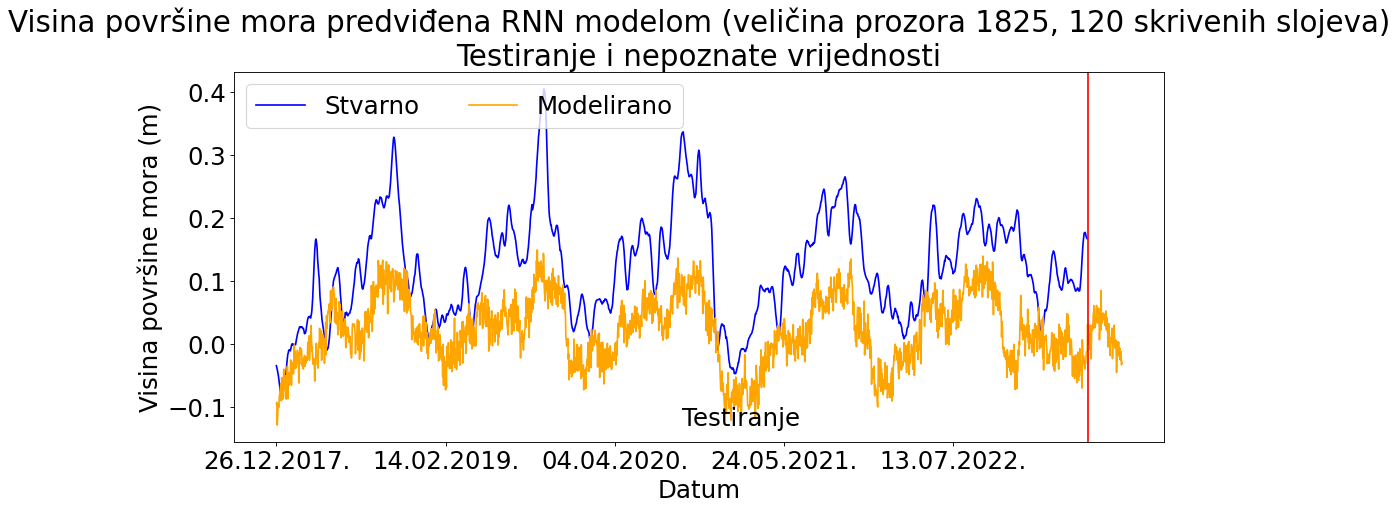 Visina površine mora predviđena RNN modelom (veličina prozora 1825, 120 skrivenih slojeva)
Testiranje i nepoznate vrijednosti
Stvarno Modelirano
Visina površine mora (m)
0.4
0.3
0.2
0.1
0.0
−0.1
Testiranje
26.12.2017. 14.02.2019. 04.04.2020. 24.05.2021. 13.07.2022.
Datum